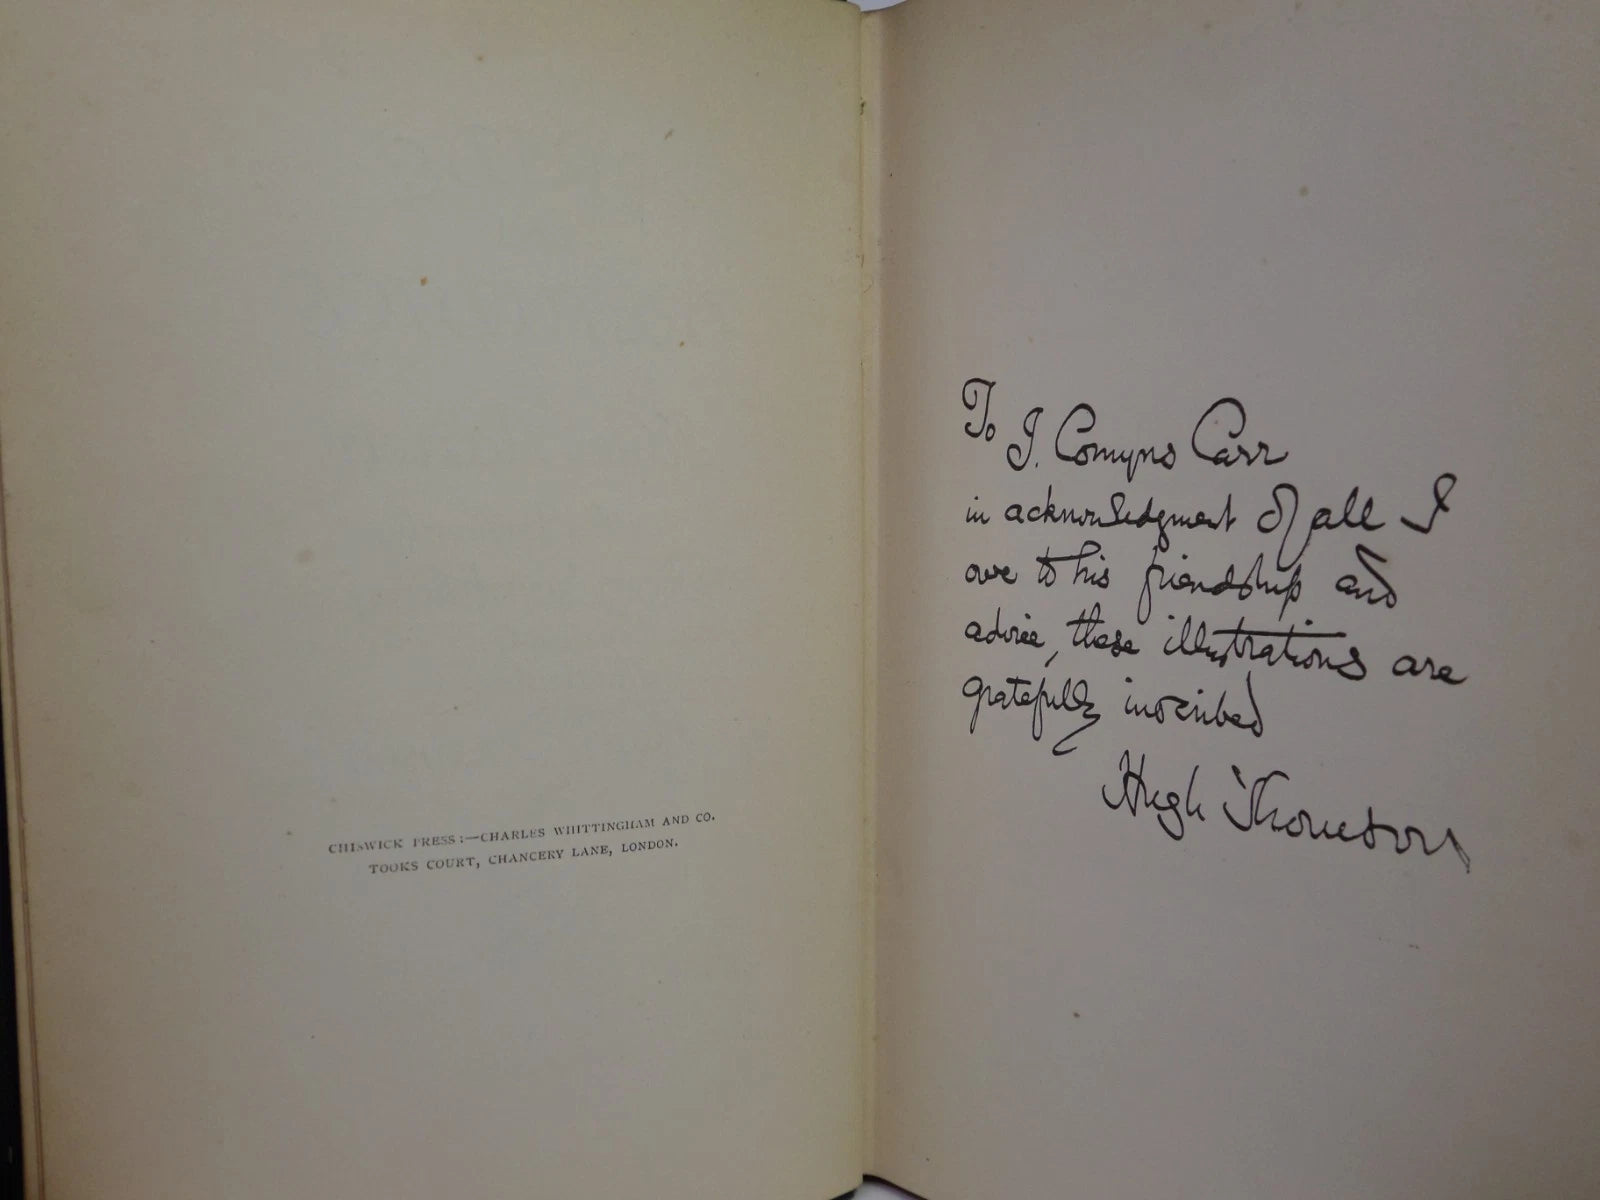 CHISWICK PRESS:—CHARLES WHITTINGHAM AND CO.
TOOKS COURT, CHANCERY LANE, LONDON.
To
J. Comyns Carr
in acknowledgment of all I
owe to his friendship and
advice, these illustrations are
gratefully inscribed
Hugh Thomson